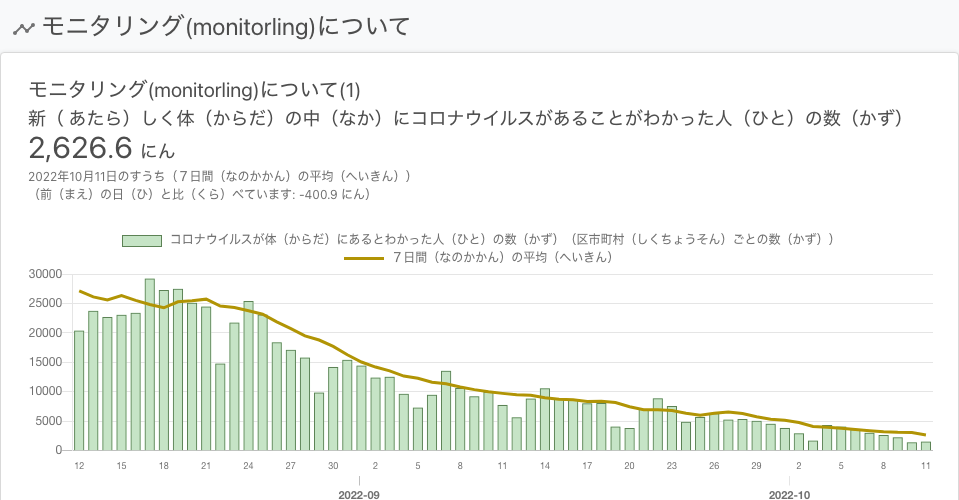 モニタリング(monitorling)について
モニタリング(monitorling)について(1)
新（ あたら）しく体（からだ）の中（なか）にコロナウイルスがあることがわかった人（ひと）の数（かず）
2,626.6 にん
2022年10月11日のすうち（７日間（なのかかん）の平均（へいきん））
（前（まえ）の日（ひ）と比（くら）べています: -400.9 にん）
コロナウイルスが体（からだ）にあるとわかった人（ひと）の数（かず）（区市町村（しくちょうそん）ごとの数（かず））
７日間（なのかかん）の平均（へいきん）
30000
25000
20000
15000
10000
5000
0
12 15 18 21 24 27 30 2 5 8 11 14 17 20 23 26 29 2 5 8 11
2022-09 2022-10